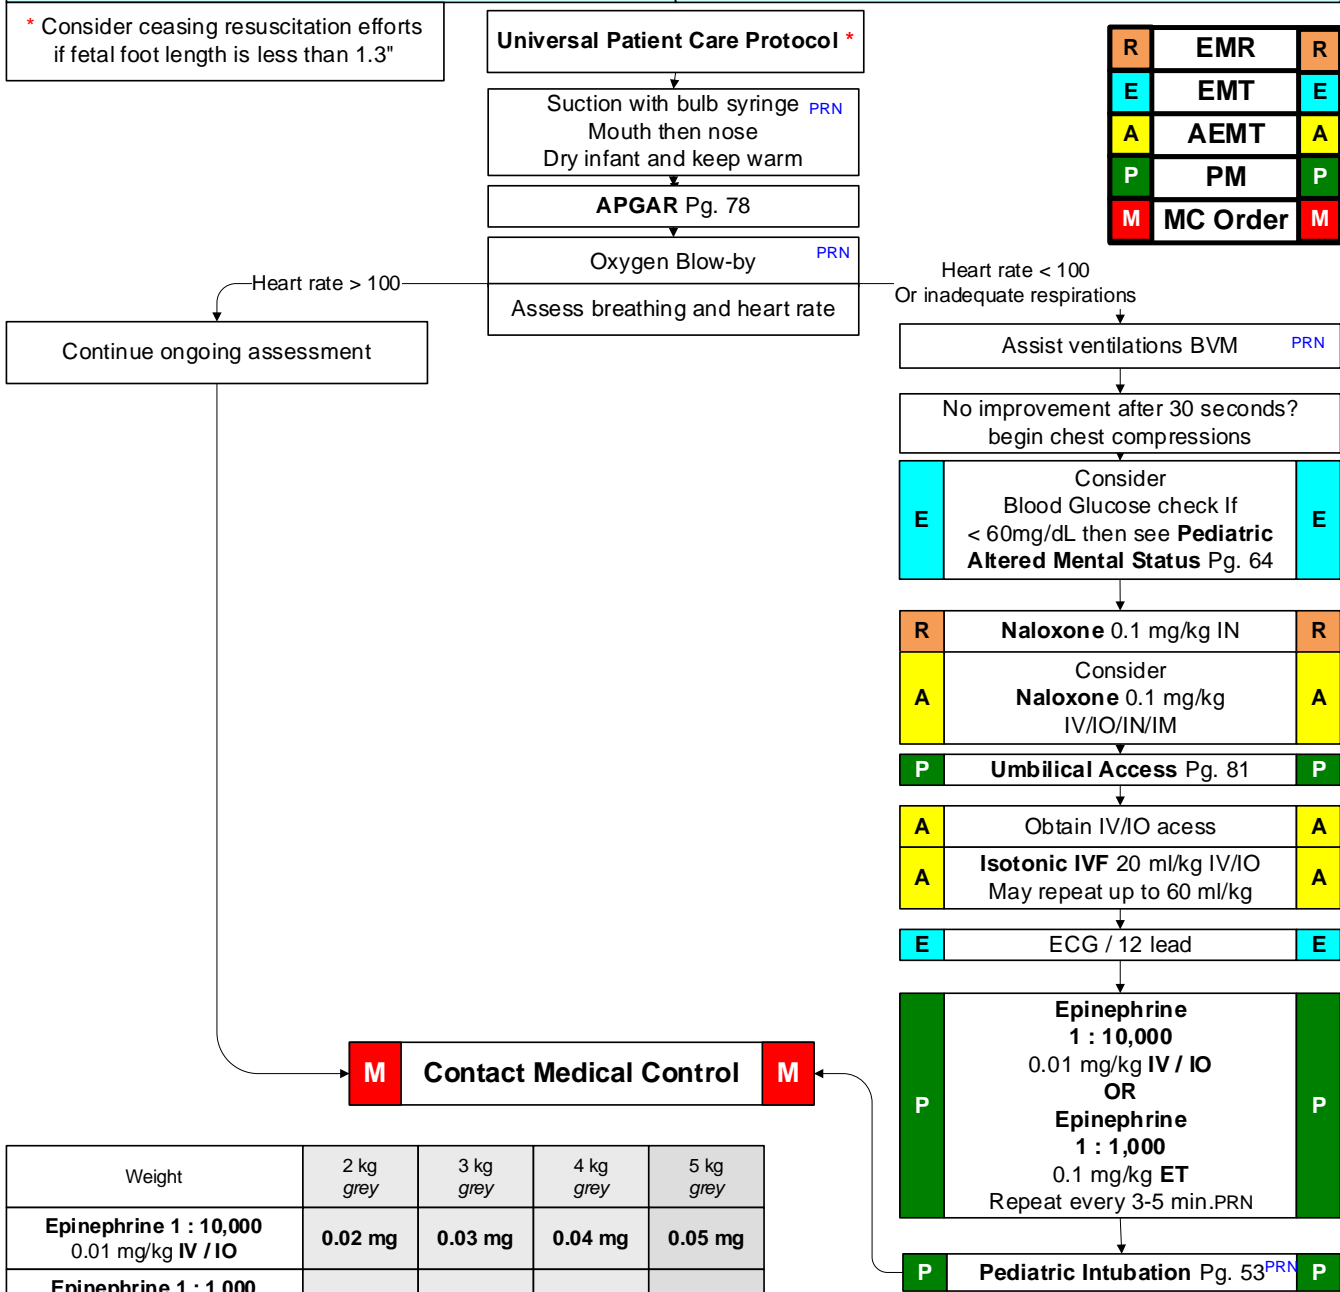 * Consider ceasing resuscitation efforts
if fetal foot length is less than 1.3"
Universal Patient Care Protocol *
R EMR R
E EMT E
A AEMT A
P PM P
M MC Order M
Suction with bulb syringe PRN
Mouth then nose
Dry infant and keep warm
APGAR Pg. 78
Oxygen Blow-by PRN
Assess breathing and heart rate
Heart rate > 100
Heart rate < 100
Or inadequate respirations
Continue ongoing assessment
Assist ventilations BVM PRN
No improvement after 30 seconds?
begin chest compressions
Consider
Blood Glucose check If
E < 60mg/dL then see Pediatric E
Altered Mental Status Pg. 64
R Naloxone 0.1 mg/kg IN R
Consider
A Naloxone 0.1 mg/kg A
IV/IO/IN/IM
P Umbilical Access Pg. 81 P
A Obtain IV/IO acess A
A Isotonic IVF 20 ml/kg IV/IO A
May repeat up to 60 ml/kg
E ECG / 12 lead E
Epinephrine
1 : 10,000
0.01 mg/kg IV / IO
OR
P Epinephrine P
1 : 1,000
0.1 mg/kg ET
Repeat every 3-5 min.PRN
P Pediatric Intubation Pg. 53 PRN P
M Contact Medical Control M
Weight 2 kg 3 kg 4 kg 5 kg
grey grey grey grey
Epinephrine 1 : 10,000 0.02 mg 0.03 mg 0.04 mg 0.05 mg
0.01 mg/kg IV / IO
Epinephrine 1 : 1,000